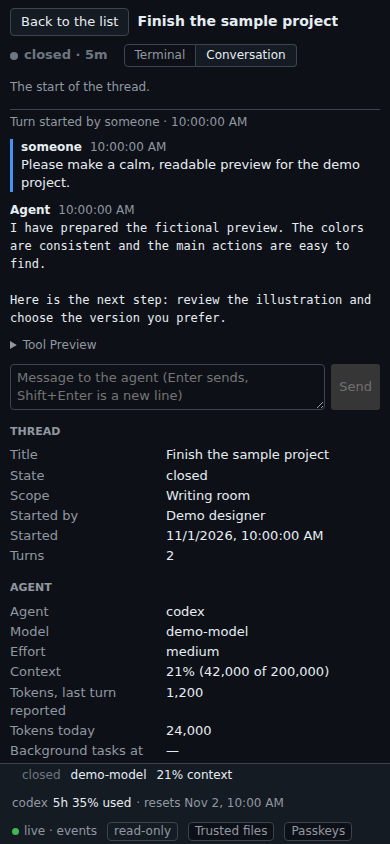 Back to the list Finish the sample project
closed · 5m Terminal Conversation
The start of the thread.
Turn started by someone · 10:00:00 AM
someone 10:00:00 AM
Please make a calm, readable preview for the demo
project.
Agent 10:00:00 AM
I have prepared the fictional preview. The colors
are consistent and the main actions are easy to
find.
Here is the next step: review the illustration and
choose the version you prefer.
Tool Preview
Message to the agent (Enter sends,
Shift+Enter is a new line)
Send
THREAD
Title Finish the sample project
State closed
Scope Writing room
Started by Demo designer
Started 11/1/2026, 10:00:00 AM
Turns 2
AGENT
Agent codex
Model demo-model
Effort medium
Context 21% (42,000 of 200,000)
Tokens, last turn 1,200
reported
Tokens today 24,000
Background tasks at —
closed demo-model 21% context
codex 5h 35% used · resets Nov 2, 10:00 AM
live · events read-only Trusted files Passkeys